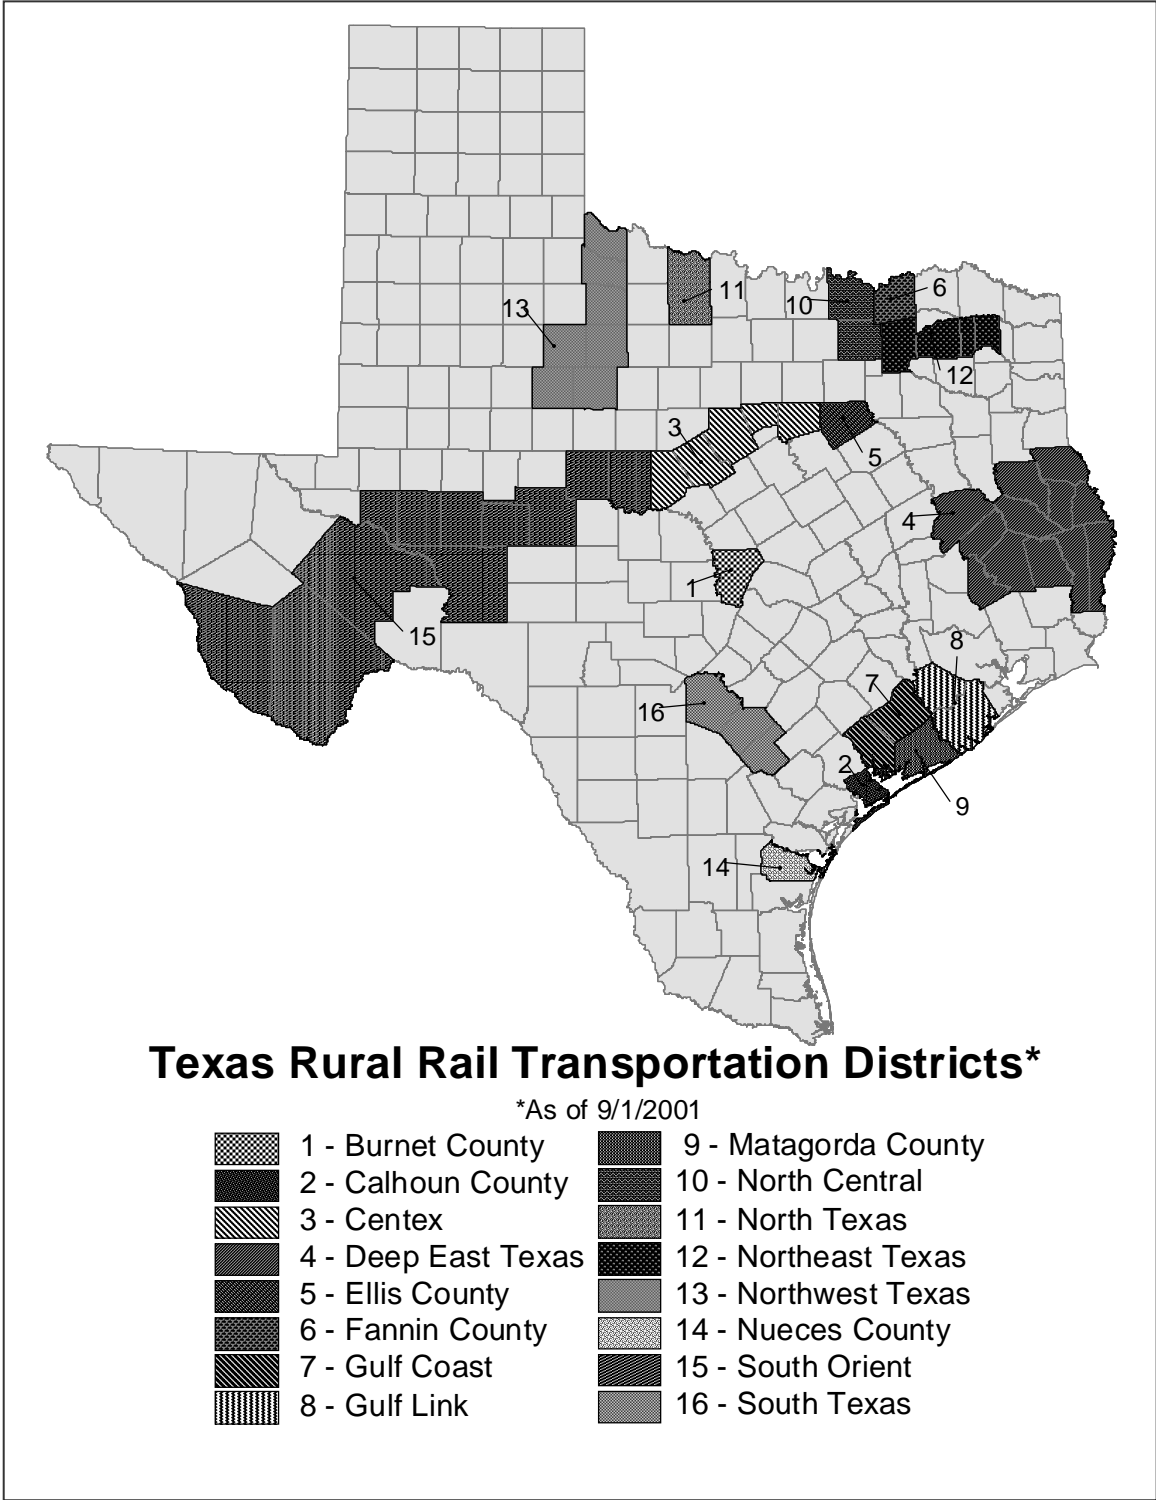 11
6
10
13
12
3
5
4
1
15
8
7
16
2
9
14
Texas Rural Rail Transportation Districts*
*As of 9/1/2001
1 - Burnet County
2 - Calhoun County
3 - Centex
4 - Deep East Texas
5 - Ellis County
6 - Fannin County
7 - Gulf Coast
8 - Gulf Link
9 - Matagorda County
10 - North Central
11 - North Texas
12 - Northeast Texas
13 - Northwest Texas
14 - Nueces County
15 - South Orient
16 - South Texas